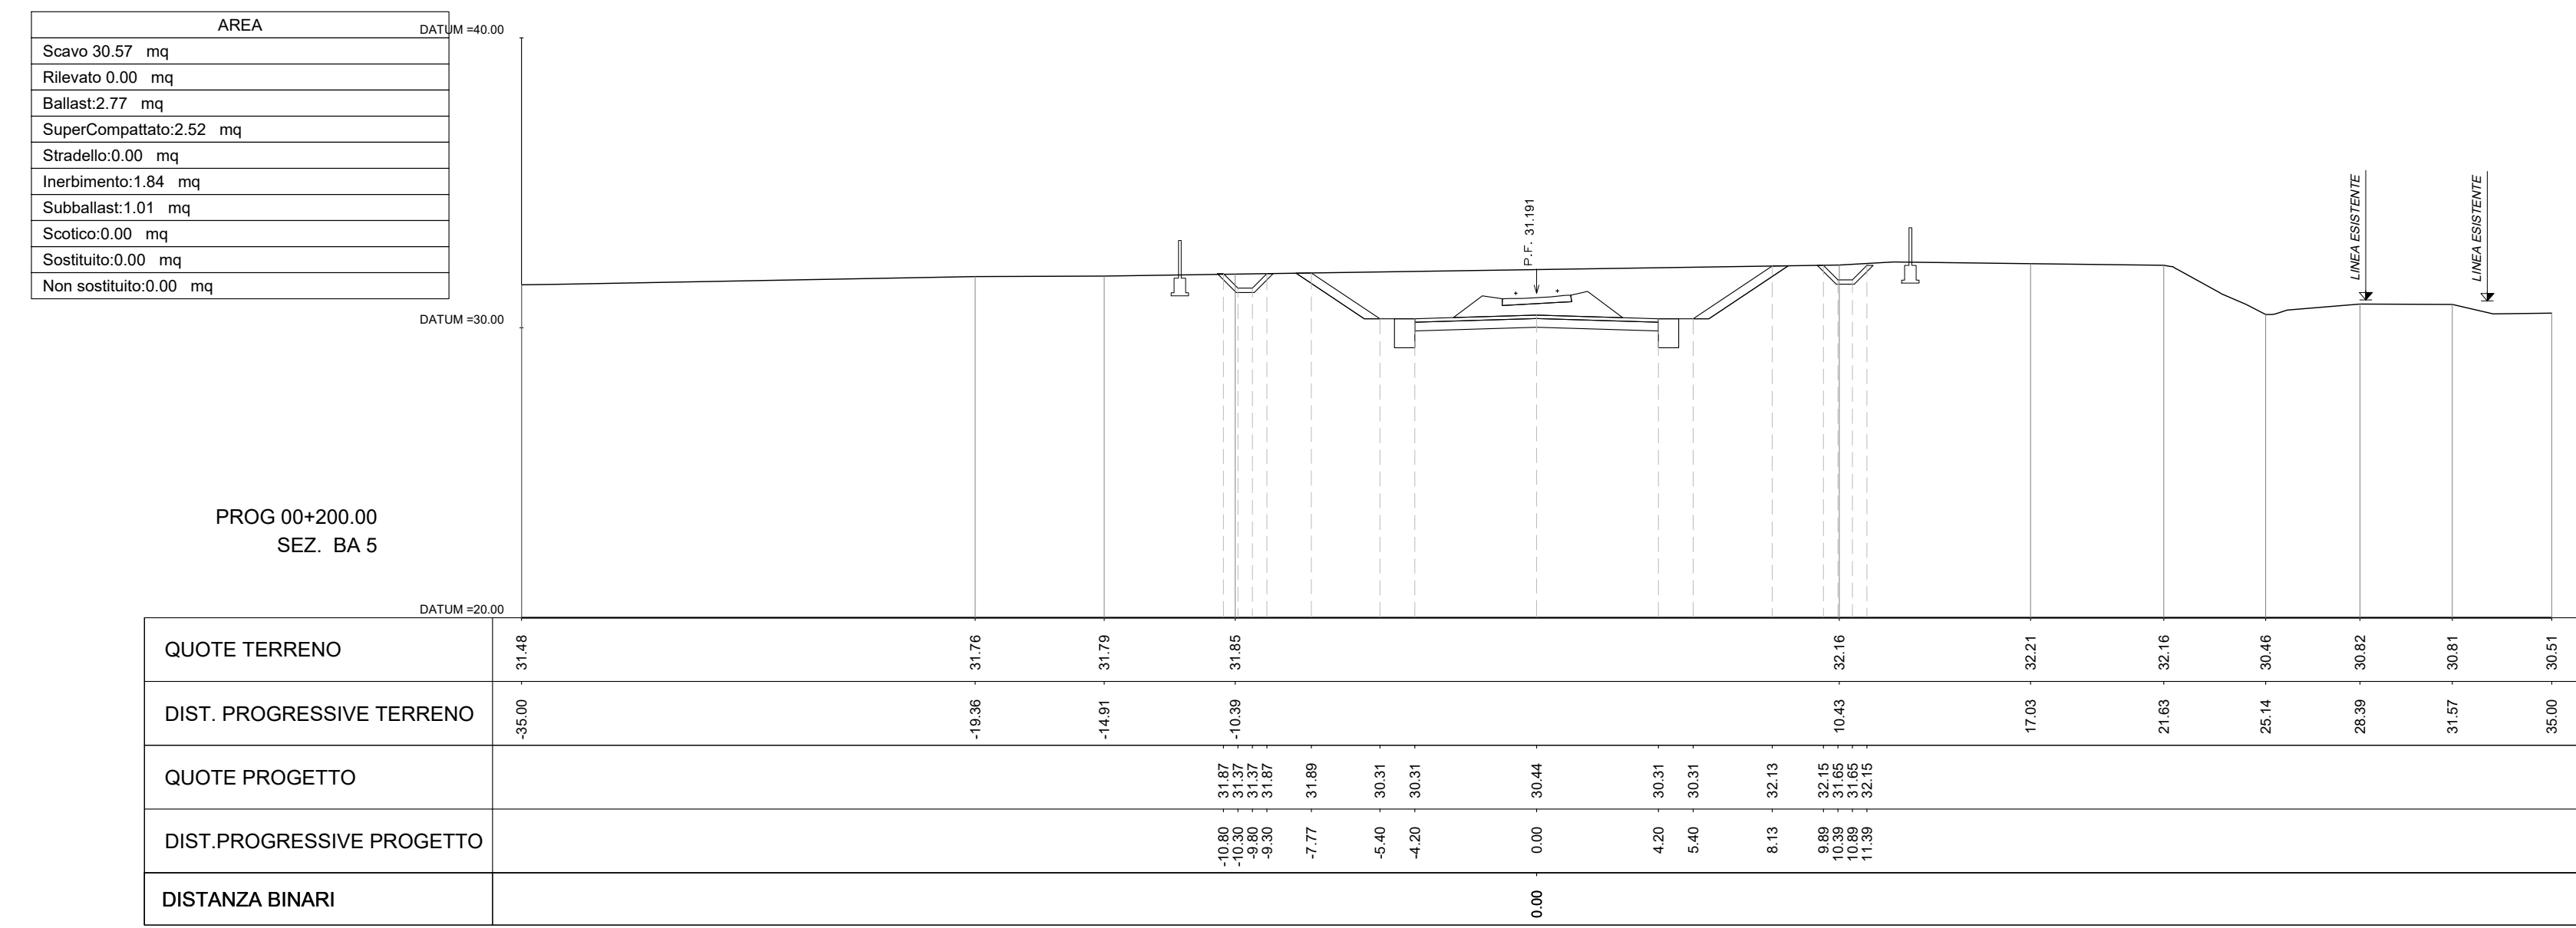 AREA
Scavo 30.57 mq
Rilevato 0.00 mq
Ballast:2.77 mq
SuperCompattato:2.52 mq
Stradello:0.00 mq
Inerbimento:1.84 mq
Subballast:1.01 mq
Scotico:0.00 mq
Sostituito:0.00 mq
Non sostituito:0.00 mq
DATUM =40.00
DATUM =30.00
DATUM =20.00
P.F. 31.191
LINEA ESISTENTE
LINEA ESISTENTE
PROG 00+200.00
SEZ. BA 5
QUOTE TERRENO 31.48 31.76 31.79 31.85 32.16 32.21 32.16 30.46 30.82 30.81 30.51
DIST. PROGRESSIVE TERRENO -35.00 -19.36 -14.91 -10.39 10.43 17.03 21.63 25.14 28.39 31.57 35.00
QUOTE PROGETTO 31.87 31.37 31.37 31.87 31.89 30.31 30.31 30.44 30.31 30.31 32.13 32.15 31.65 31.65 32.15
DIST.PROGRESSIVE PROGETTO -10.80 -10.30 -9.80 -9.30 -7.77 -5.40 -4.20 0.00 4.20 5.40 8.13 9.89 10.39 10.89 11.39
DISTANZA BINARI 0.00